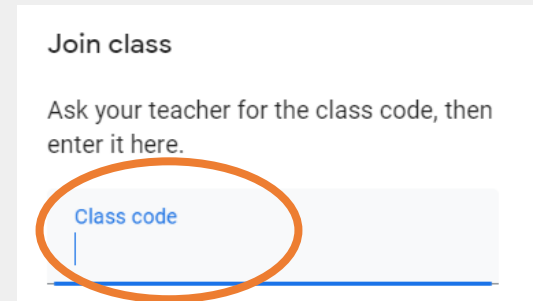 Join class
Ask your teacher for the class code, then
enter it here.
Class code